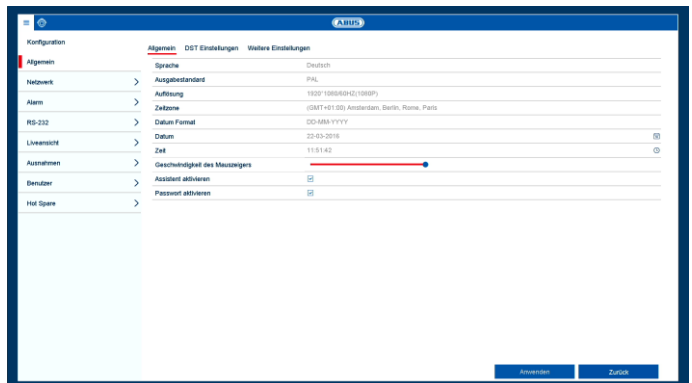 ABUS
Konfiguration
Allgemein
Netzwerk
Alarm
RS-232
Liveansicht
Ausnahmen
Benutzer
Hot Spare
Allgemein DST Einstellungen Weitere Einstellungen
Sprache Deutsch
Ausgabestandard PAL
Auflösung 1920*1080/60HZ(1080P)
Zeitzone (GMT+01:00) Amsterdam, Berlin, Rome, Paris
Datum Format DD-MM-YYYY
Datum 22-03-2016
Zeit 11:51:42
Geschwindigkeit des Mauszeigers
Assistent aktivieren
Passwort aktivieren
Anwenden Zurück